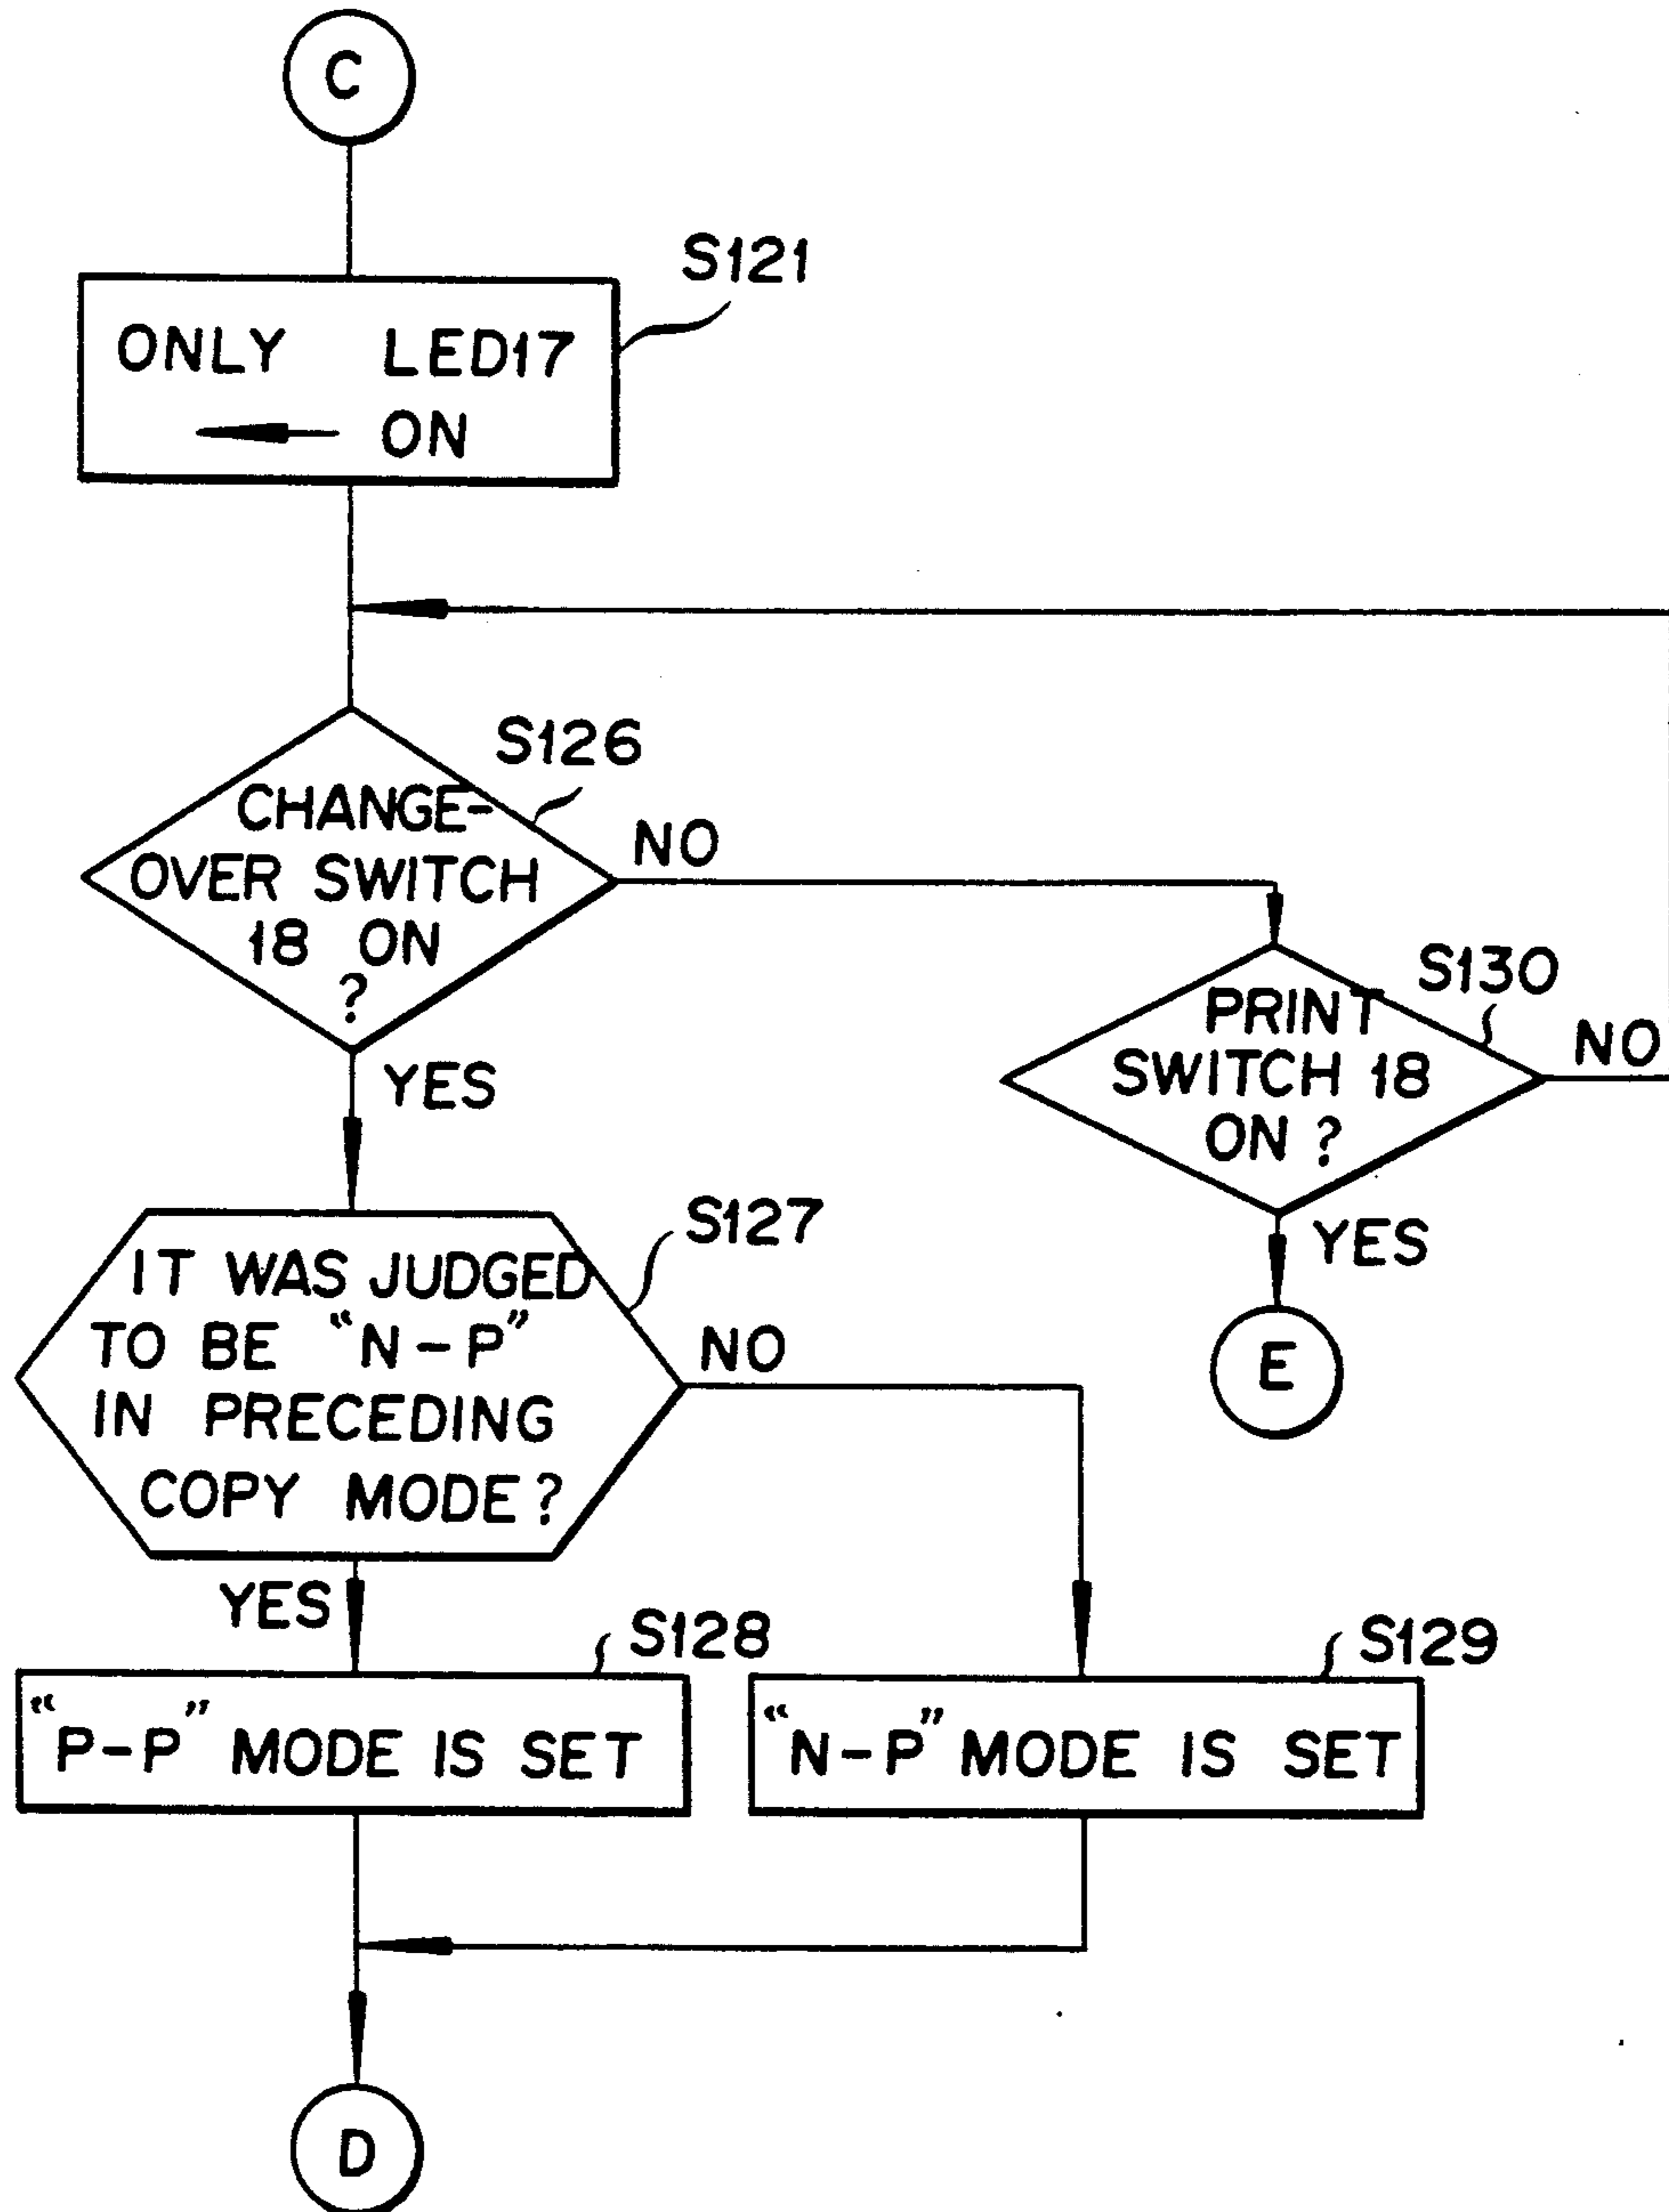 C
S121
ONLY LED17
ON
S126
CHANGE-
OVER SWITCH
18 ON
?
NO
YES
S130
PRINT
SWITCH 18
ON ?
NO
YES
E
S127
IT WAS JUDGED
TO BE “N-P”
IN PRECEDING
COPY MODE?
NO
YES
S128
“P-P” MODE IS SET
S129
“N-P” MODE IS SET
D